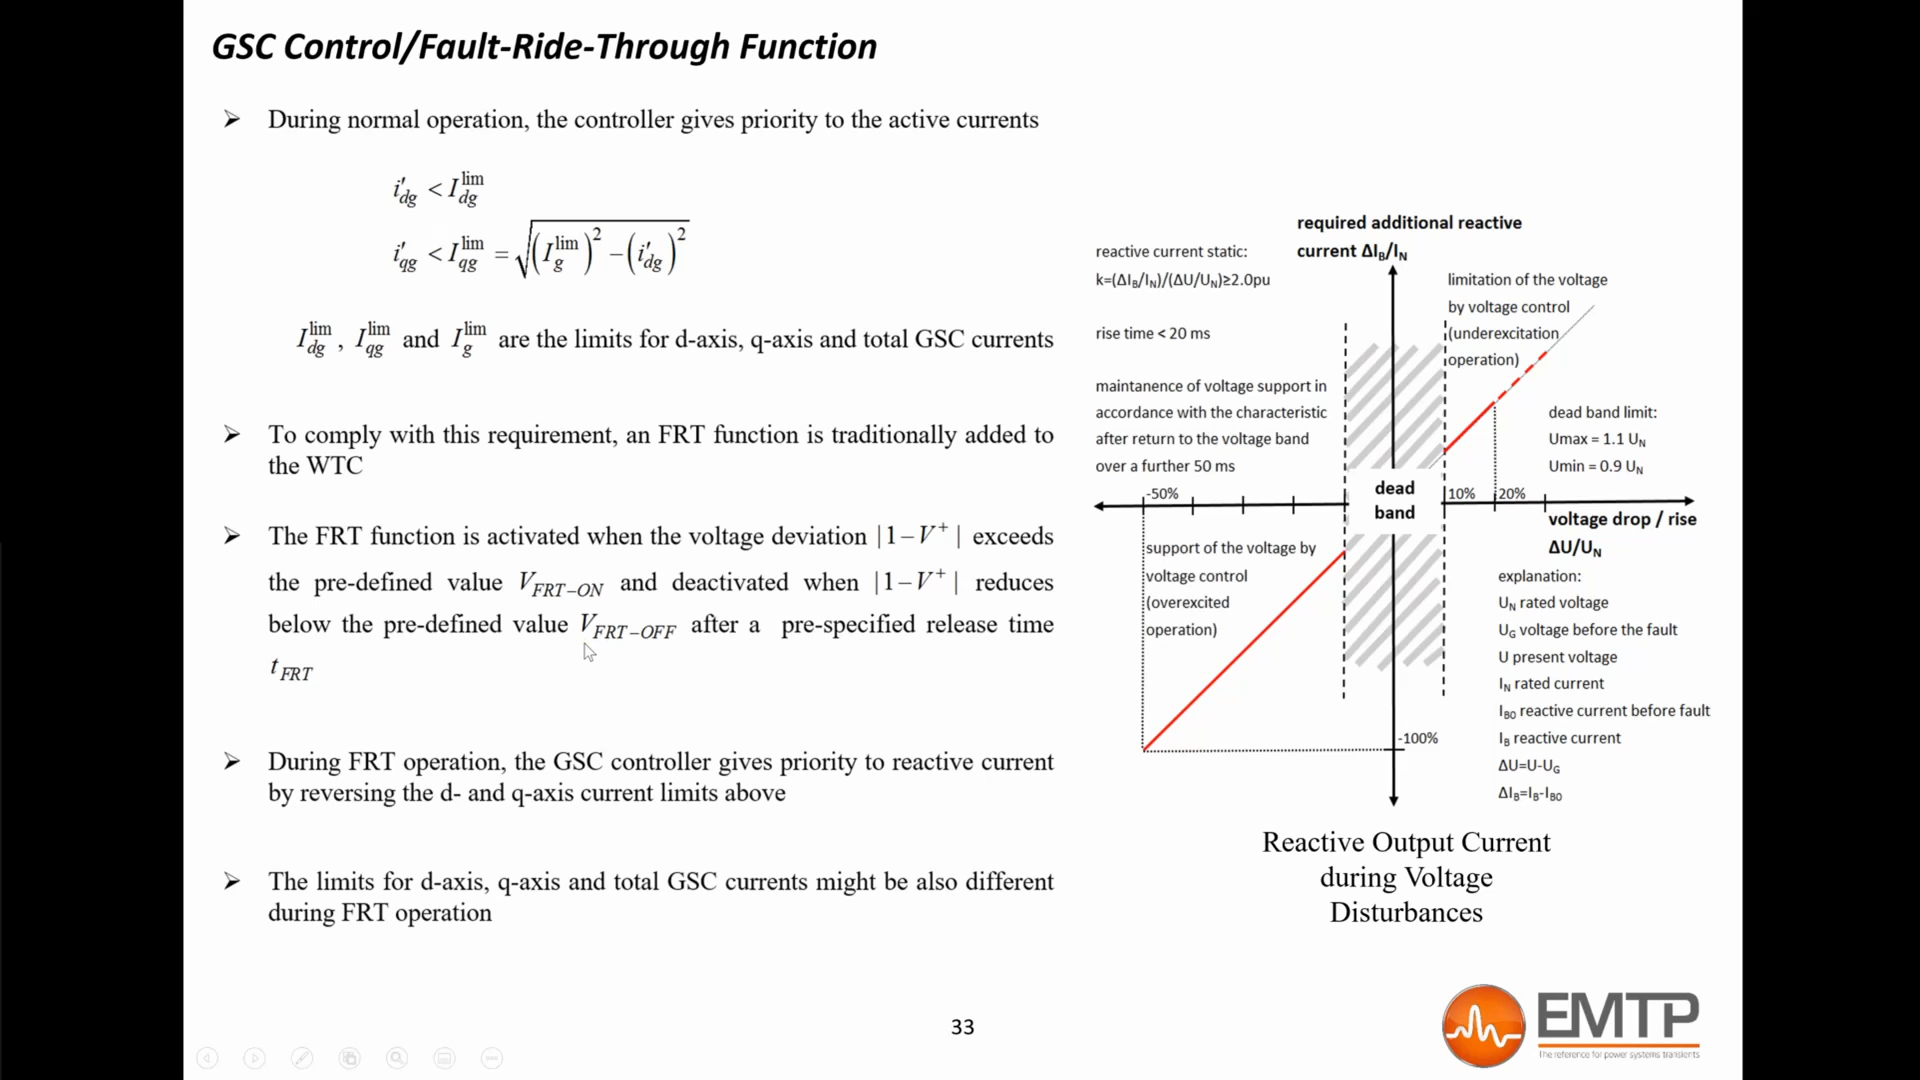 GSC Control/Fault-Ride-Through Function
➢ During normal operation, the controller gives priority to the active currents
i′dg < Idg^lim
i′qg < Iqg^lim = √((Ig^lim)^2 − (i′dg)^2)
Idg^lim , Iqg^lim and Ig^lim are the limits for d-axis, q-axis and total GSC currents
➢ To comply with this requirement, an FRT function is traditionally added to
the WTC
➢ The FRT function is activated when the voltage deviation |1−V⁺| exceeds
the pre-defined value V_FRT−ON and deactivated when |1−V⁺| reduces
below the pre-defined value V_FRT−OFF after a pre-specified release time
t_FRT
➢ During FRT operation, the GSC controller gives priority to reactive current
by reversing the d- and q-axis current limits above
➢ The limits for d-axis, q-axis and total GSC currents might be also different
during FRT operation
required additional reactive
current ΔIB/IN
reactive current static:
k=(ΔIB/IN)/(ΔU/UN)≥2.0pu
rise time < 20 ms
maintanence of voltage support in
accordance with the characteristic
after return to the voltage band
over a further 50 ms
limitation of the voltage
by voltage control
(underexcitation
operation)
dead band limit:
Umax = 1.1 UN
Umin = 0.9 UN
-50%
dead
band
10%
20%
voltage drop / rise
ΔU/UN
support of the voltage by
voltage control
(overexcited
operation)
-100%
explanation:
UN rated voltage
UG voltage before the fault
U present voltage
IN rated current
IB0 reactive current before fault
IB reactive current
ΔU=U-UG
ΔIB=IB-IB0
Reactive Output Current
during Voltage
Disturbances
33
EMTP
The reference for power systems transients